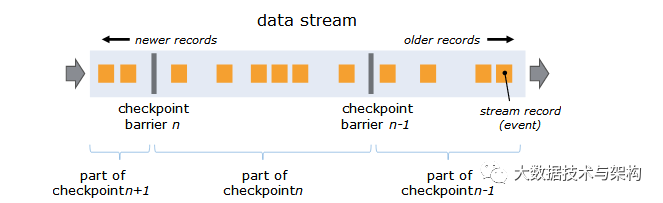 data stream
newer records
older records
checkpoint
barrier n
checkpoint
barrier n-1
stream record
(event)
part of
checkpointn+1
part of
checkpointn
part of
checkpointn-1
大数据技术与架构